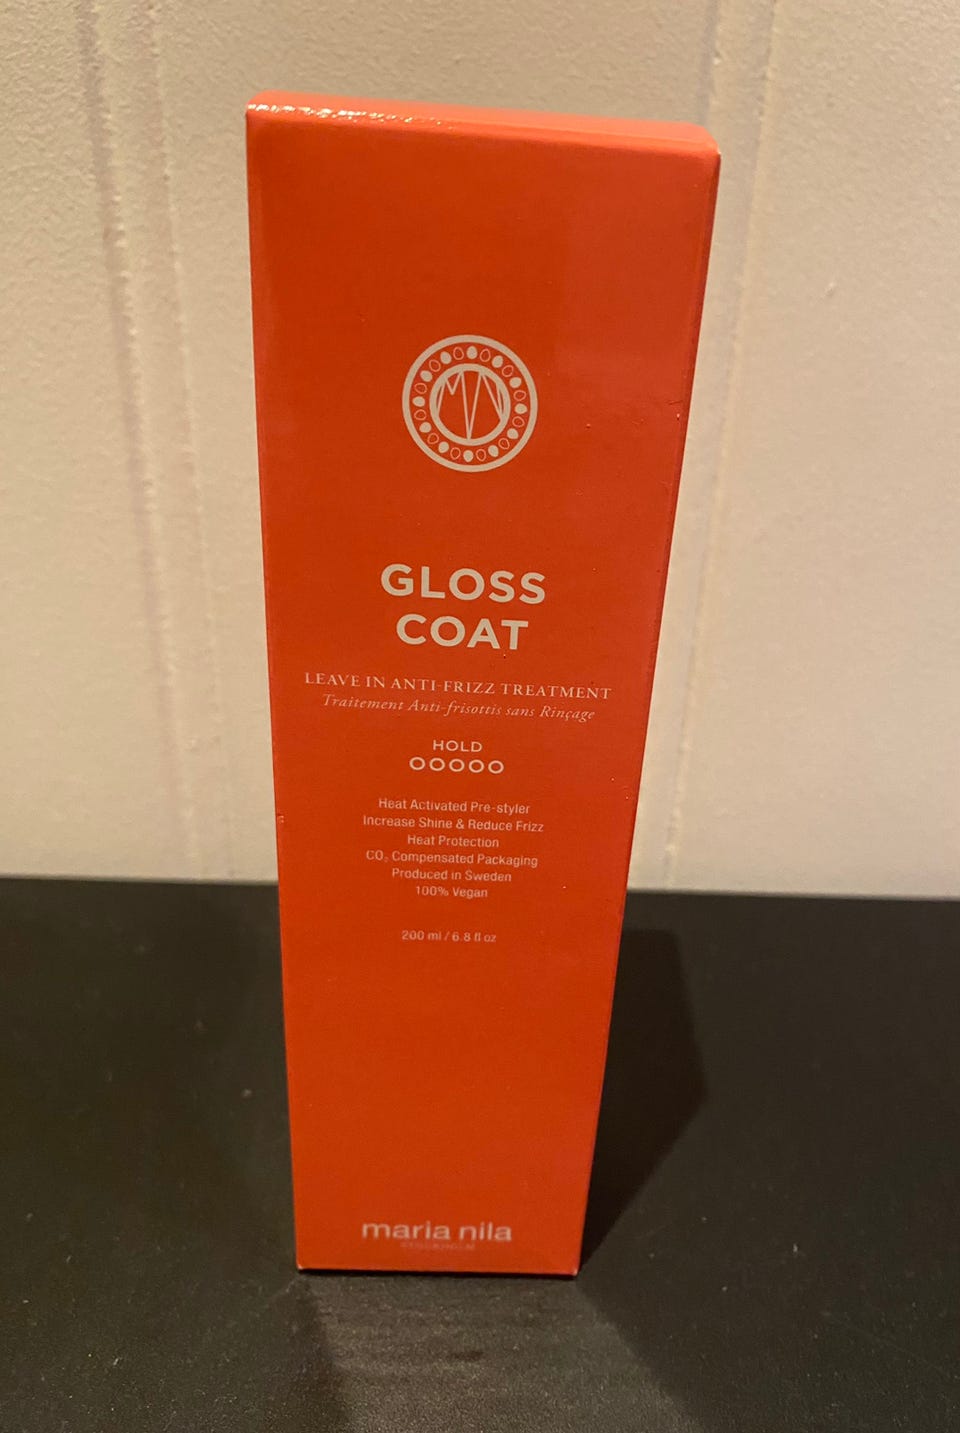 GLOSS
COAT
LEAVE IN ANTI-FRIZZ TREATMENT
Traitement Anti-frisottis sans Rinçage
HOLD
OOOOO
Heat Activated Pre-styler
Increase Shine & Reduce Frizz
Heat Protection
CO₂ Compensated Packaging
Produced in Sweden
100% Vegan
200 ml / 6.8 fl oz
maria nila
STOCKHOLM